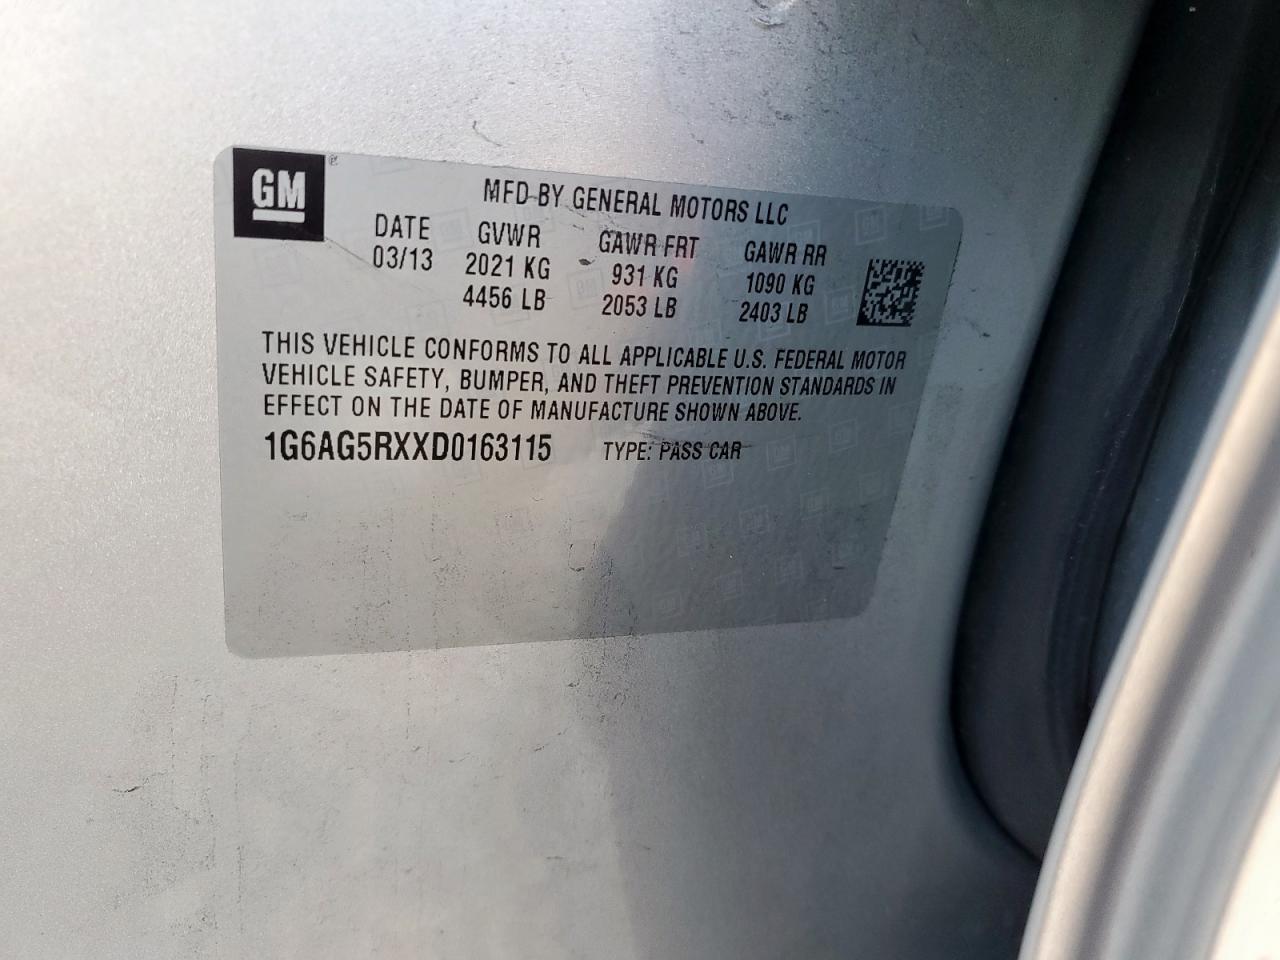 GM®
MFD BY GENERAL MOTORS LLC
DATE GVWR GAWR FRT GAWR RR
03/13 2021 KG 931 KG 1090 KG
4456 LB 2053 LB 2403 LB
THIS VEHICLE CONFORMS TO ALL APPLICABLE U.S. FEDERAL MOTOR
VEHICLE SAFETY, BUMPER, AND THEFT PREVENTION STANDARDS IN
EFFECT ON THE DATE OF MANUFACTURE SHOWN ABOVE.
1G6AG5RXXD0163115 TYPE: PASS CAR